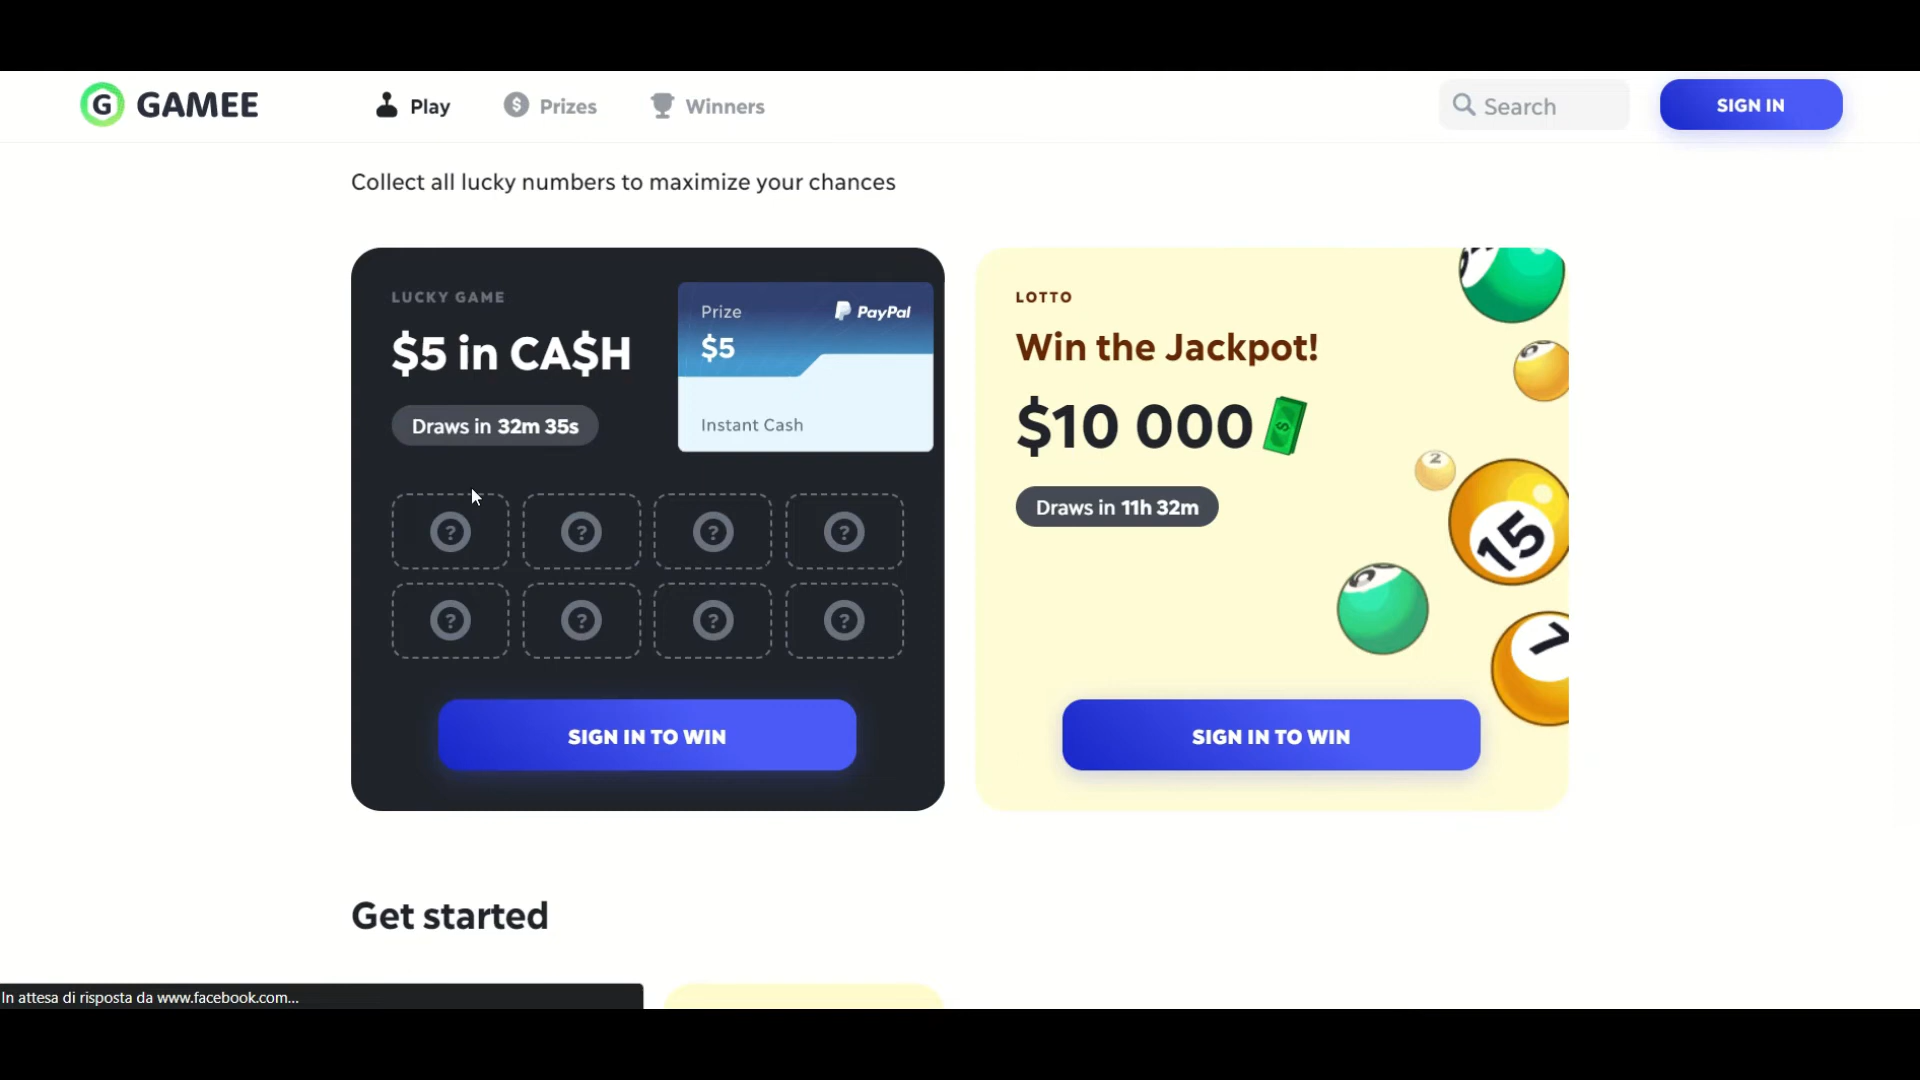 G GAMEE
Play
$ Prizes
Winners
Search
SIGN IN
Collect all lucky numbers to maximize your chances
LUCKY GAME
$5 in CA$H
Draws in 32m 35s
Prize
PayPal
$5
Instant Cash
? ? ? ?
? ? ? ?
SIGN IN TO WIN
LOTTO
Win the Jackpot!
$10 000
$
Draws in 11h 32m
2
15
7
SIGN IN TO WIN
Get started
In attesa di risposta da www.facebook.com...